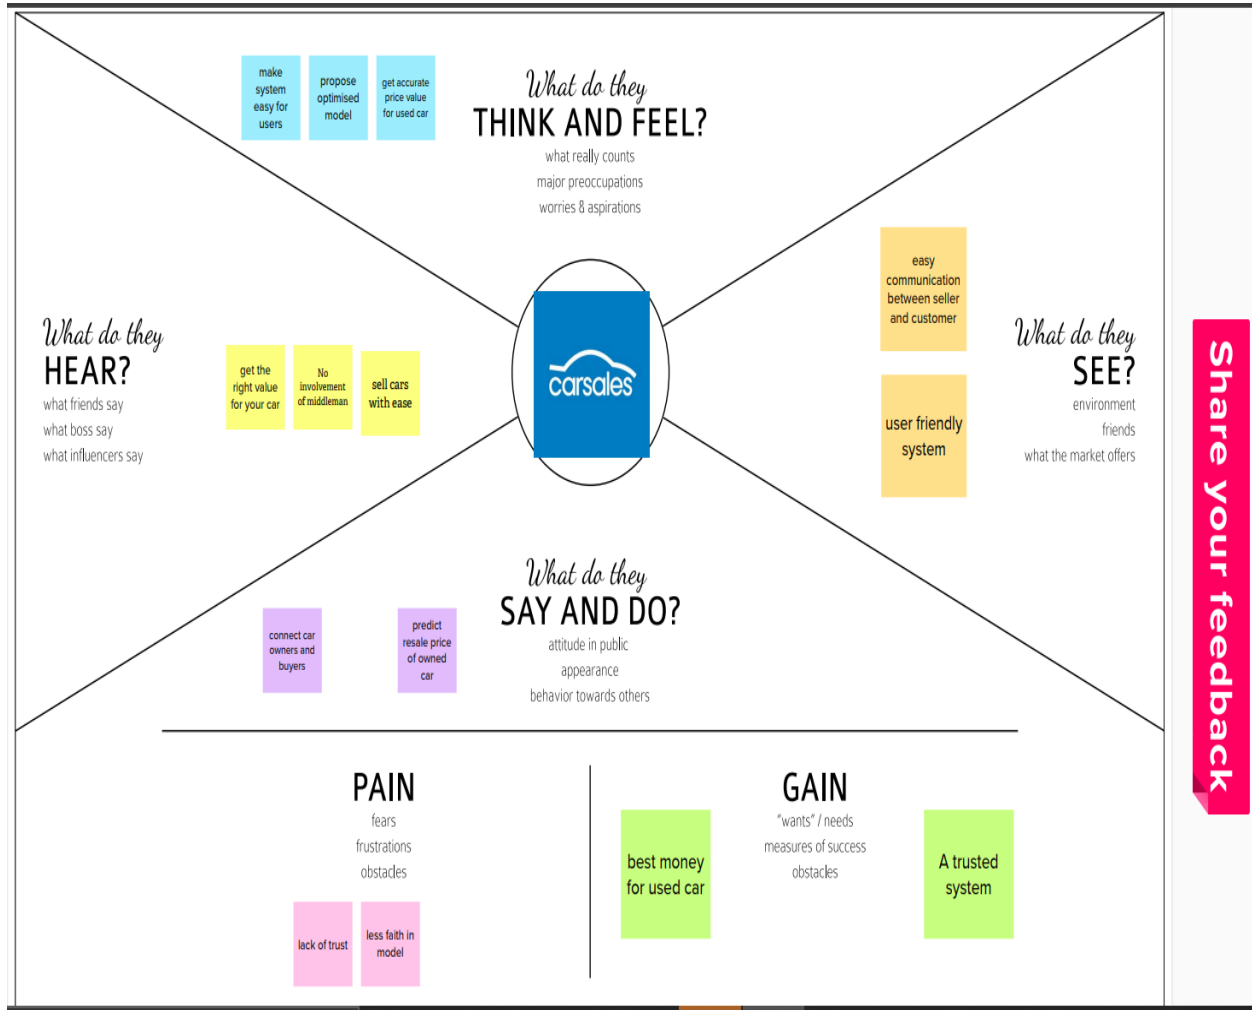 make
system
easy for
users
propose
optimised
model
get accurate
price value
for used car
What do they
THINK AND FEEL?
what really counts
major preoccupations
worries & aspirations
What do they
HEAR?
what friends say
what boss say
what influencers say
get the
right value
for your car
No
involvement
of middleman
sell cars
with ease
carsales
easy
communication
between seller
and customer
user friendly
system
What do they
SEE?
environment
friends
what the market offers
What do they
SAY AND DO?
attitude in public
appearance
behavior towards others
connect car
owners and
buyers
predict
resale price
of owned
car
PAIN
fears
frustrations
obstacles
lack of trust
less faith in
model
GAIN
"wants" / needs
measures of success
obstacles
best money
for used car
A trusted
system
Share your feedback